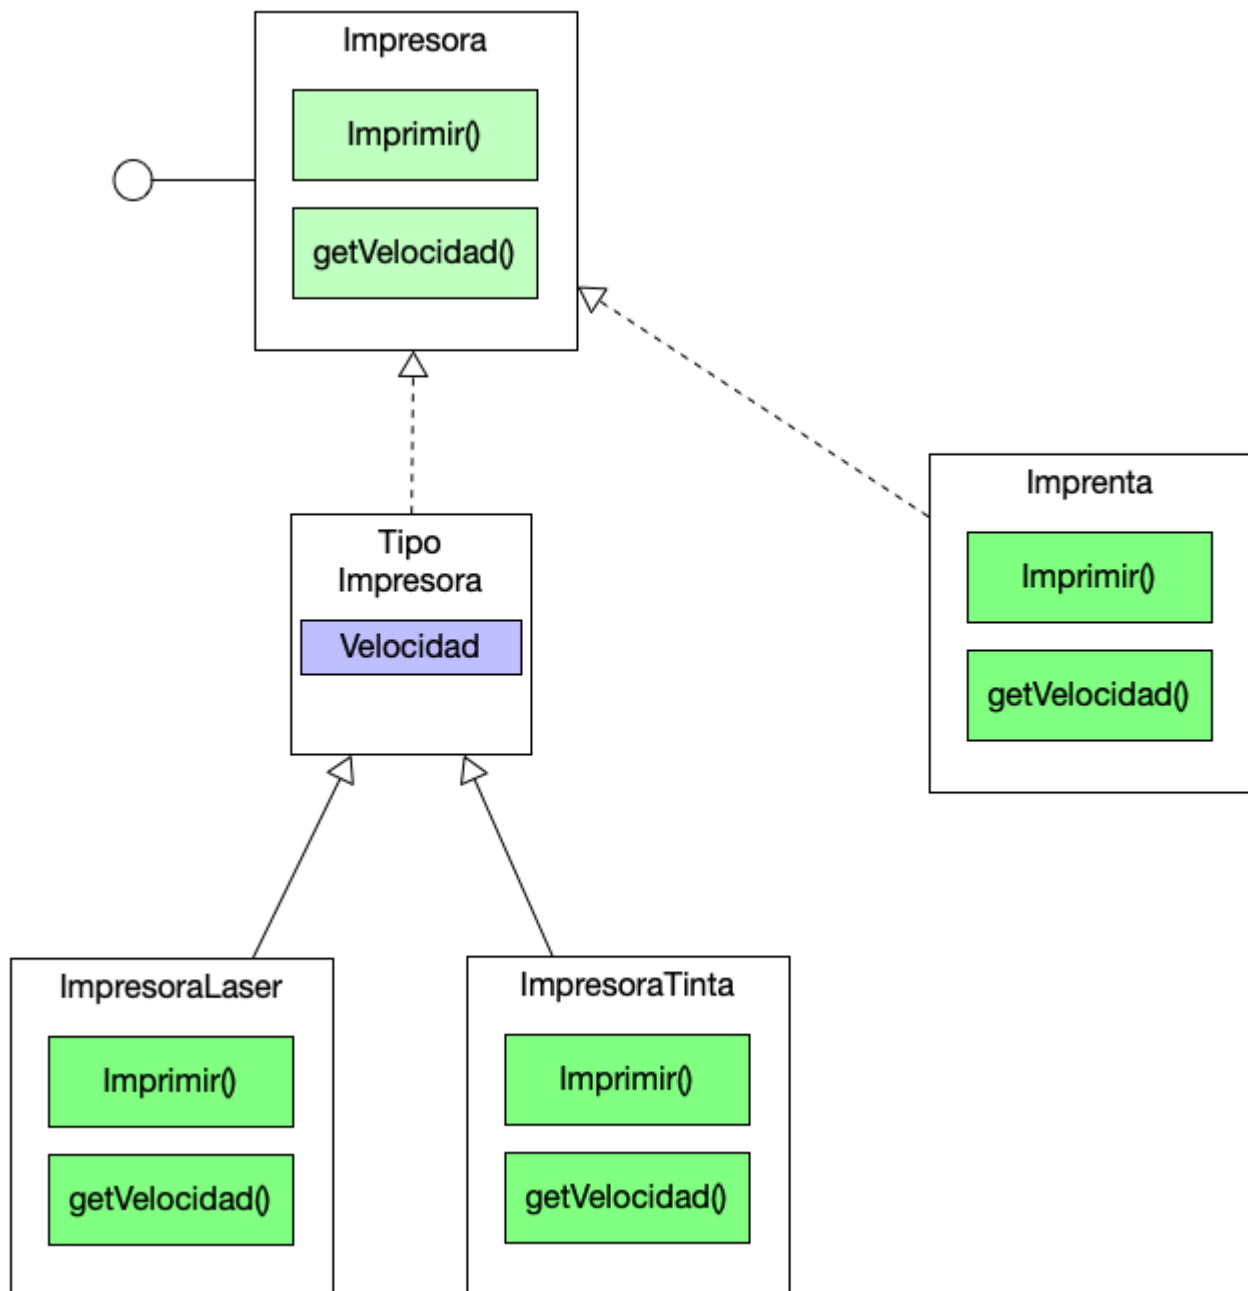 Impresora
Imprimir()
getVelocidad()
Tipo
Impresora
Velocidad
Imprenta
Imprimir()
getVelocidad()
ImpresoraLaser
Imprimir()
getVelocidad()
ImpresoraTinta
Imprimir()
getVelocidad()